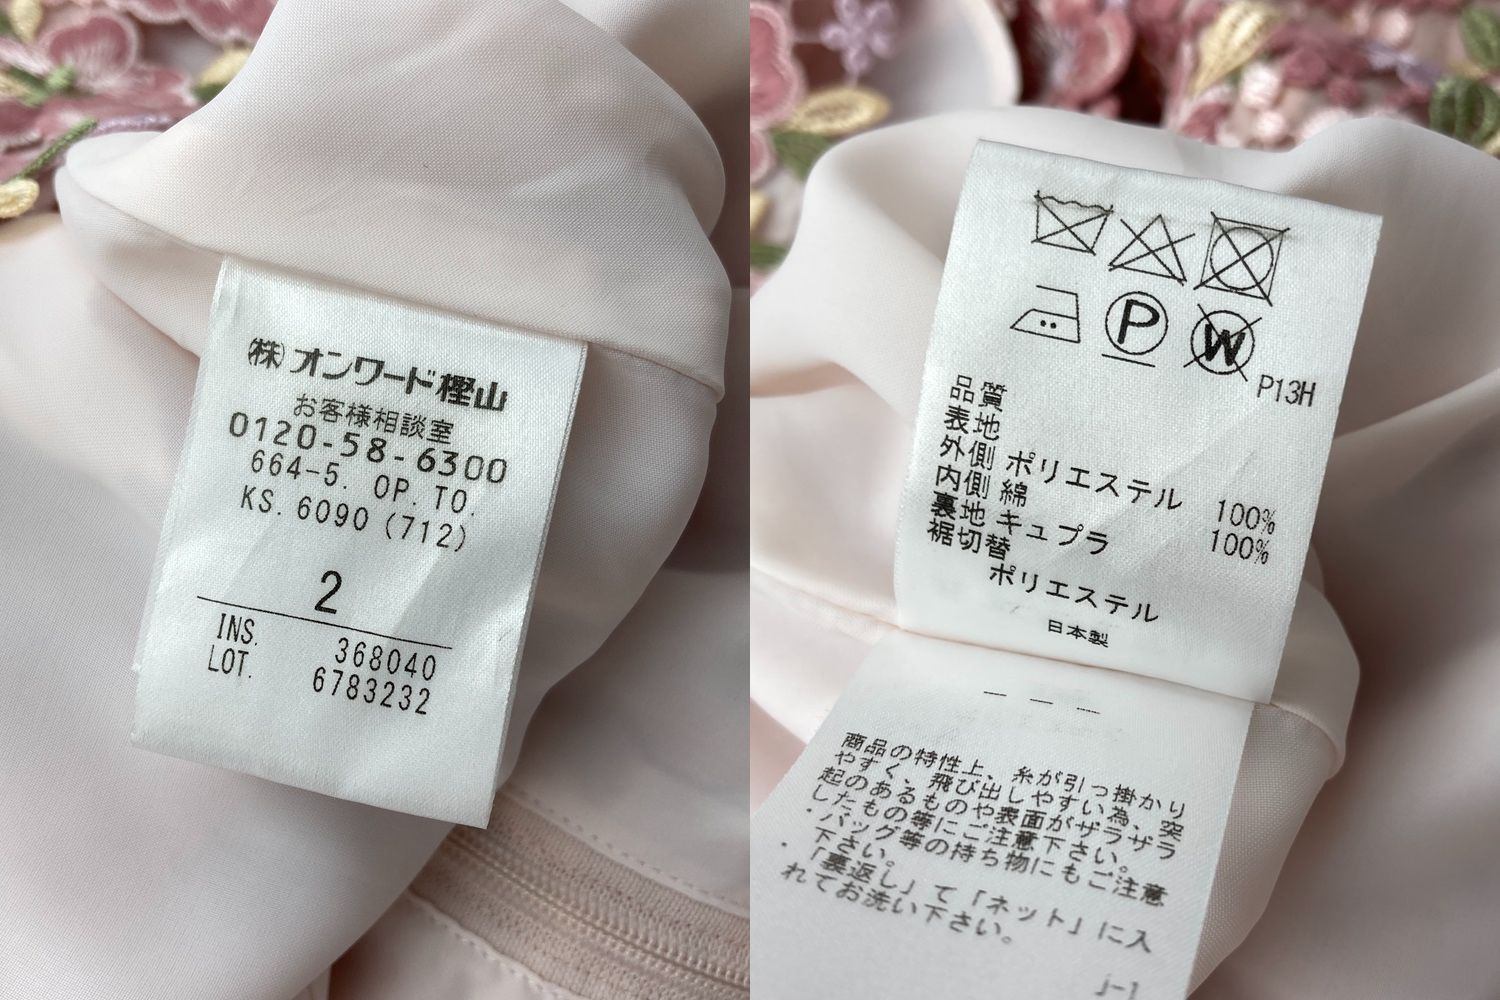 (株)オンワード樫山
お客様相談室
0120-58-6300
664-5. OP. TO.
KS. 6090 (712)
2
INS. 368040
LOT. 6783232
P
W
P13H
品質
表地
外側 ポリエステル 100%
内側 綿 100%
裏地 キュプラ
裾切替
ポリエステル
日本製
商品の特性上、糸が引っ掛かり
やすく、飛び出しやすい為、突
起のあるものや表面がザラザラ
したもの等にご注意下さい。
・バッグ等の持ち物にもご注意
下さい。
・「裏返し」て「ネット」に入
れてお洗い下さい。
J-1